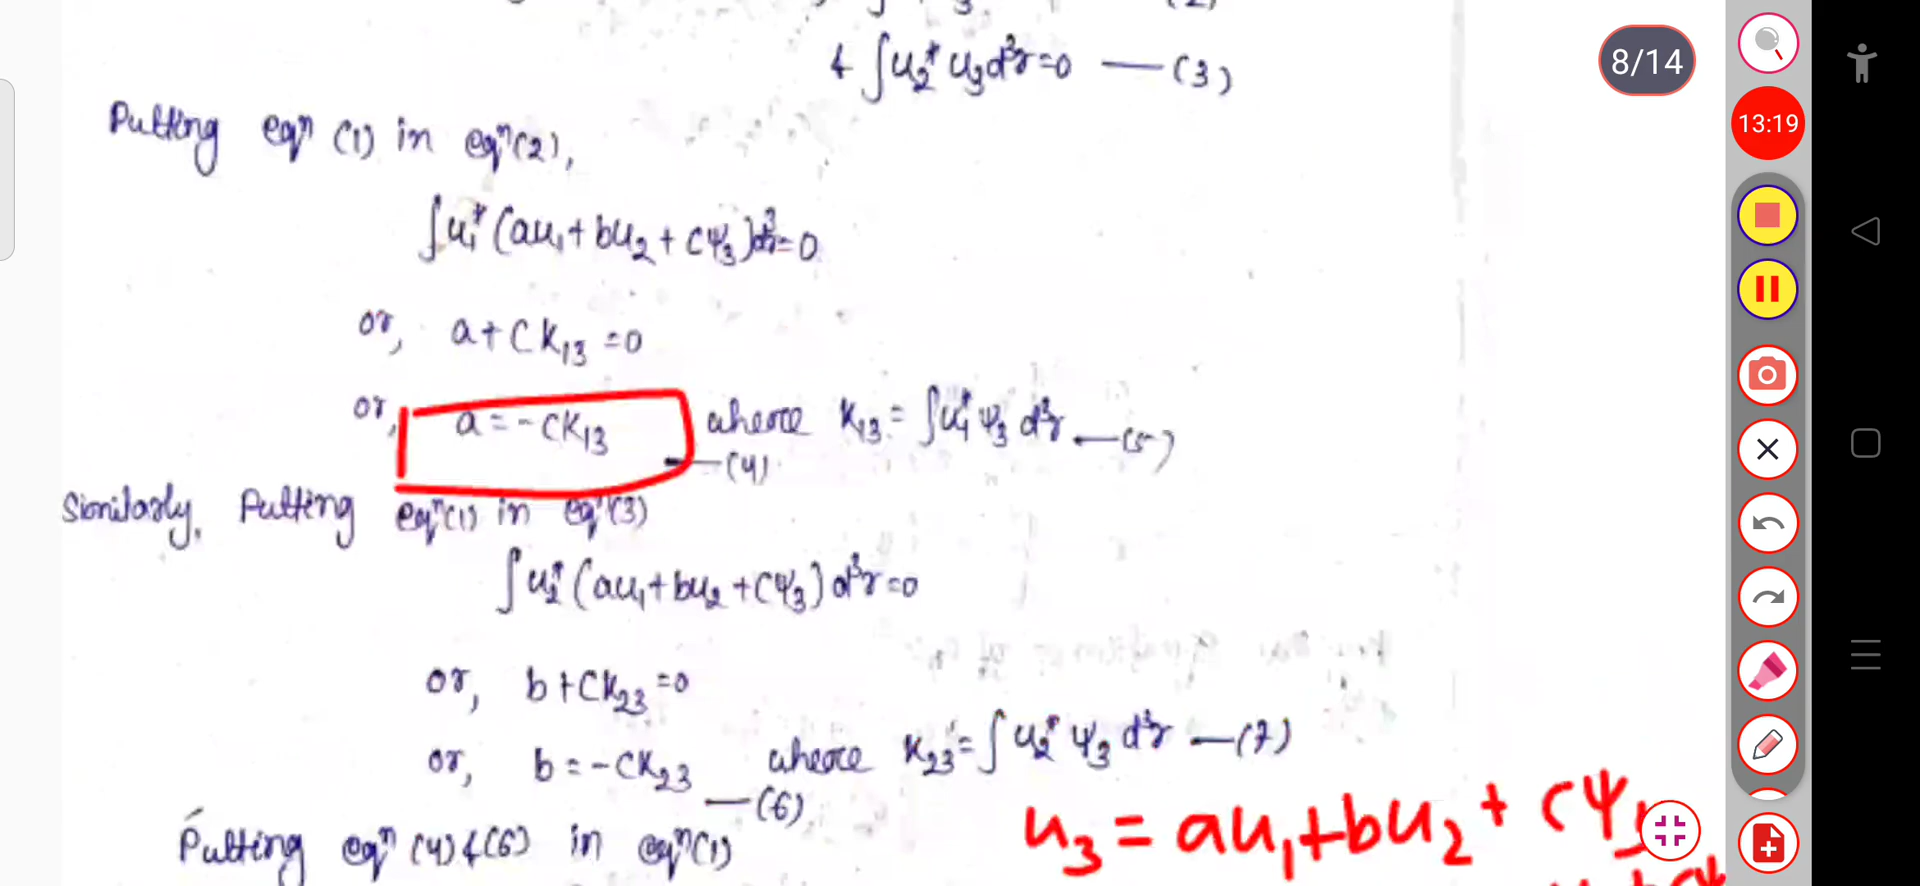 & ∫u₂* u₃ d³r = 0 —(3)
8/14
13:19
Putting eqⁿ (1) in eqⁿ(2),
∫u₁* (au₁ + bu₂ + cψ₃)d³r = 0
or, a + CK₁₃ = 0
or, a = - CK₁₃ —(4) where K₁₃ = ∫u₁* ψ₃ d³r —(5)
Similarly, Putting eqⁿ(1) in eqⁿ(3)
∫u₂* (au₁ + bu₂ + cψ₃) d³r = 0
or, b + CK₂₃ = 0
or, b = - CK₂₃ —(6) where K₂₃ = ∫u₂* ψ₃ d³r —(7)
Putting eqⁿ (4) & (6) in eqⁿ(1)
u₃ = au₁ + bu₂ + cψ